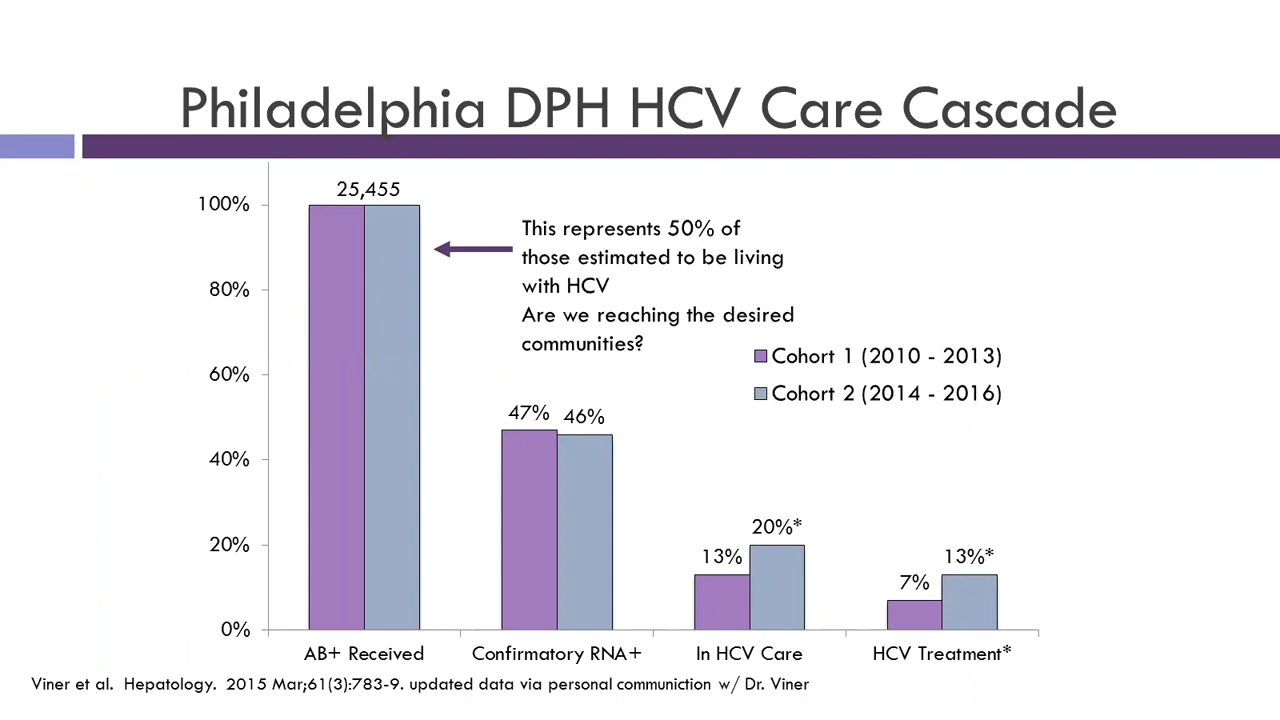 Philadelphia DPH HCV Care Cascade
25,455
100%
80%
60%
40%
20%
0%
This represents 50% of
those estimated to be living
with HCV
Are we reaching the desired
communities?
Cohort 1 (2010 - 2013)
Cohort 2 (2014 - 2016)
47% 46%
13% 20%*
7% 13%*
AB+ Received Confirmatory RNA+ In HCV Care HCV Treatment*
Viner et al. Hepatology. 2015 Mar;61(3):783-9. updated data via personal communiction w/ Dr. Viner